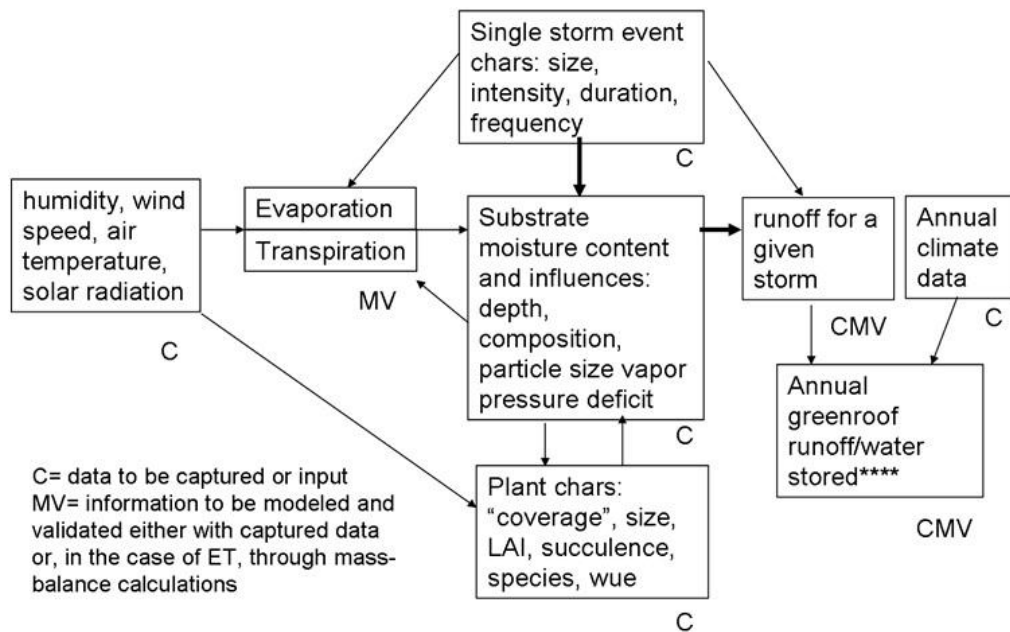 Single storm event
chars: size,
intensity, duration,
frequency
C
humidity, wind
speed, air
temperature,
solar radiation
C
Evaporation
Transpiration
MV
Substrate
moisture content
and influences:
depth,
composition,
particle size vapor
pressure deficit
C
runoff for a
given
storm
CMV
Annual
climate
data
C
Annual
greenroof
runoff/water
stored****
CMV
C= data to be captured or input
MV= information to be modeled and
validated either with captured data
or, in the case of ET, through mass-
balance calculations
Plant chars:
“coverage”, size,
LAI, succulence,
species, wue
C